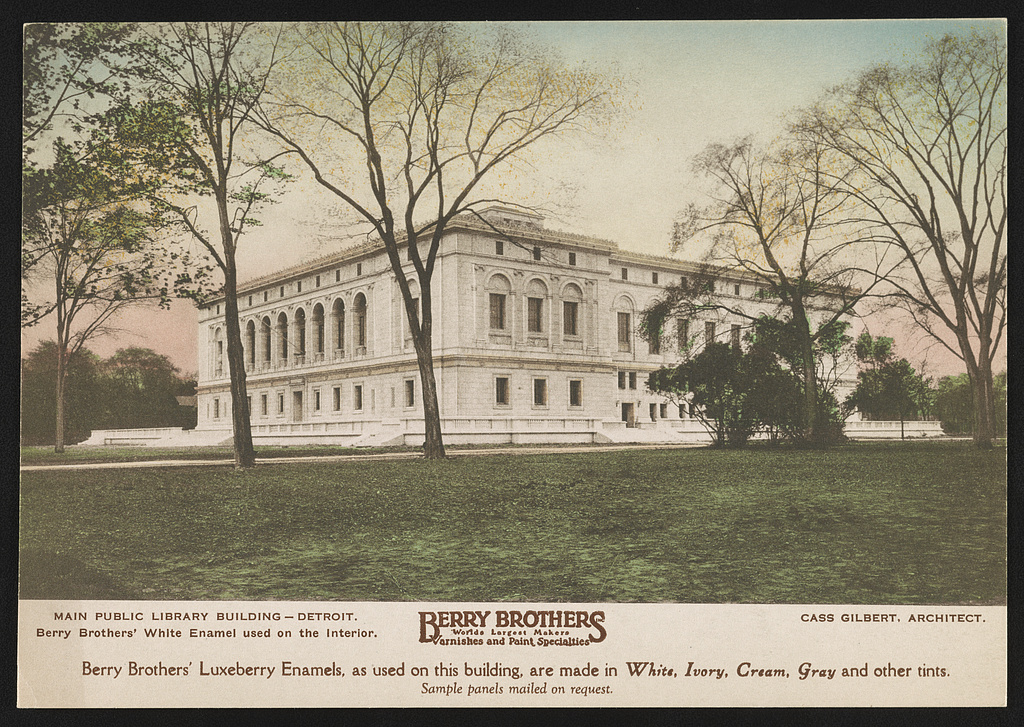 MAIN PUBLIC LIBRARY BUILDING — DETROIT.
Berry Brothers' White Enamel used on the Interior.
BERRY BROTHERS
Worlds Largest Makers
Varnishes and Paint Specialties
CASS GILBERT, ARCHITECT.
Berry Brothers' Luxeberry Enamels, as used on this building, are made in White, Ivory, Cream, Gray and other tints.
Sample panels mailed on request.